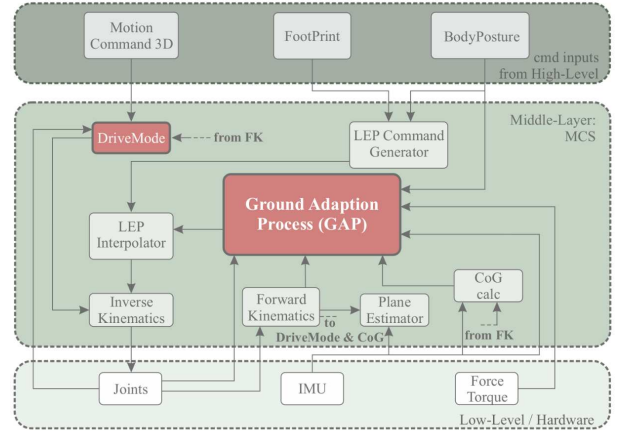 Motion
Command 3D
FootPrint
BodyPosture
cmd inputs
from High-Level
Middle-Layer:
MCS
DriveMode
from FK
LEP Command
Generator
Ground Adaption
Process (GAP)
LEP
Interpolator
CoG
calc
Inverse
Kinematics
Forward
Kinematics
Plane
Estimator
to
DriveMode & CoG
from FK
Joints
IMU
Force
Torque
Low-Level / Hardware